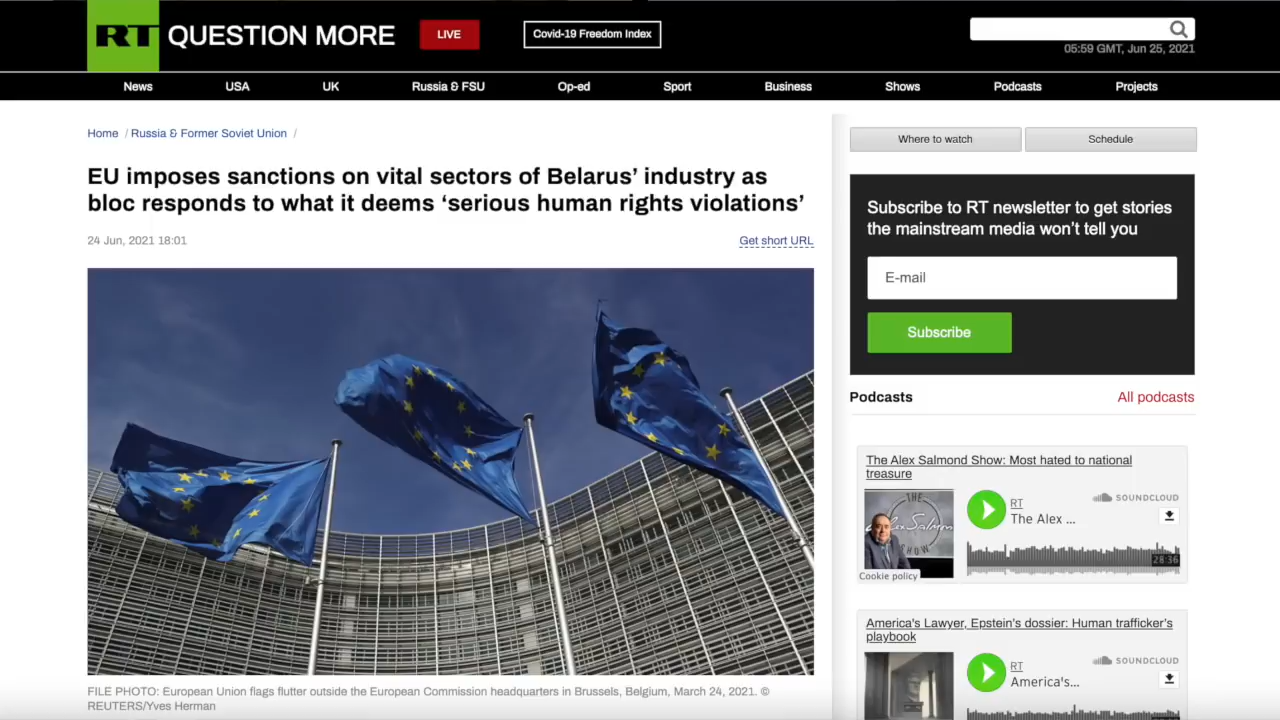 RT QUESTION MORE
LIVE
Covid-19 Freedom Index
05:59 GMT, Jun 25, 2021
News USA UK Russia & FSU Op-ed Sport Business Shows Podcasts Projects
Home / Russia & Former Soviet Union /
EU imposes sanctions on vital sectors of Belarus’ industry as
bloc responds to what it deems ‘serious human rights violations’
24 Jun, 2021 18:01
Get short URL
FILE PHOTO: European Union flags flutter outside the European Commission headquarters in Brussels, Belgium, March 24, 2021. ©
REUTERS/Yves Herman
Where to watch
Schedule
Subscribe to RT newsletter to get stories
the mainstream media won’t tell you
E-mail
Subscribe
Podcasts
All podcasts
The Alex Salmond Show: Most hated to national
treasure
THE
Alex Salmond
SHOW
Cookie policy
RT
The Alex ...
SOUNDCLOUD
28:36
America's Lawyer, Epstein’s dossier: Human trafficker’s
playbook
RT
America's...
SOUNDCLOUD